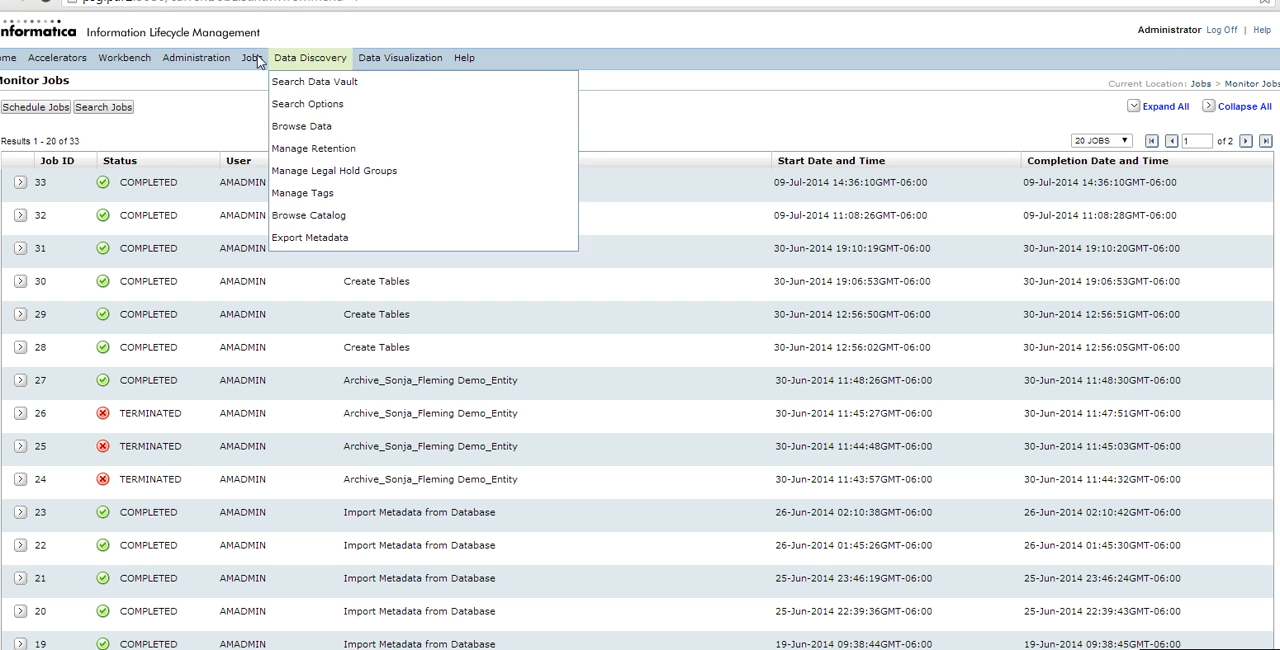 nformatica Information Lifecycle Management
Administrator Log Off | Help
ome Accelerators Workbench Administration Jobs Data Discovery Data Visualization Help
Monitor Jobs
Current Location: Jobs > Monitor Jobs
Schedule Jobs Search Jobs
Expand All Collapse All
Search Data Vault
Search Options
Browse Data
Manage Retention
Manage Legal Hold Groups
Manage Tags
Browse Catalog
Export Metadata
Results 1 - 20 of 33
20 JOBS 1 of 2
Job ID Status User Start Date and Time Completion Date and Time
33 COMPLETED AMADMIN 09-Jul-2014 14:36:10GMT-06:00 09-Jul-2014 14:36:10GMT-06:00
32 COMPLETED AMADMIN 09-Jul-2014 11:08:26GMT-06:00 09-Jul-2014 11:08:28GMT-06:00
31 COMPLETED AMADMIN 30-Jun-2014 19:10:19GMT-06:00 30-Jun-2014 19:10:20GMT-06:00
30 COMPLETED AMADMIN Create Tables 30-Jun-2014 19:06:53GMT-06:00 30-Jun-2014 19:06:57GMT-06:00
29 COMPLETED AMADMIN Create Tables 30-Jun-2014 12:56:50GMT-06:00 30-Jun-2014 12:56:51GMT-06:00
28 COMPLETED AMADMIN Create Tables 30-Jun-2014 12:56:02GMT-06:00 30-Jun-2014 12:56:05GMT-06:00
27 COMPLETED AMADMIN Archive_Sonja_Fleming Demo_Entity 30-Jun-2014 11:48:26GMT-06:00 30-Jun-2014 11:48:30GMT-06:00
26 TERMINATED AMADMIN Archive_Sonja_Fleming Demo_Entity 30-Jun-2014 11:45:27GMT-06:00 30-Jun-2014 11:47:51GMT-06:00
25 TERMINATED AMADMIN Archive_Sonja_Fleming Demo_Entity 30-Jun-2014 11:44:48GMT-06:00 30-Jun-2014 11:45:03GMT-06:00
24 TERMINATED AMADMIN Archive_Sonja_Fleming Demo_Entity 30-Jun-2014 11:43:57GMT-06:00 30-Jun-2014 11:44:32GMT-06:00
23 COMPLETED AMADMIN Import Metadata from Database 26-Jun-2014 02:10:38GMT-06:00 26-Jun-2014 02:10:42GMT-06:00
22 COMPLETED AMADMIN Import Metadata from Database 26-Jun-2014 01:45:26GMT-06:00 26-Jun-2014 01:45:30GMT-06:00
21 COMPLETED AMADMIN Import Metadata from Database 25-Jun-2014 23:46:19GMT-06:00 25-Jun-2014 23:46:24GMT-06:00
20 COMPLETED AMADMIN Import Metadata from Database 25-Jun-2014 22:39:36GMT-06:00 25-Jun-2014 22:39:43GMT-06:00
19 COMPLETED AMADMIN Import Metadata from Database 19-Jun-2014 09:38:44GMT-06:00 19-Jun-2014 09:38:45GMT-06:00